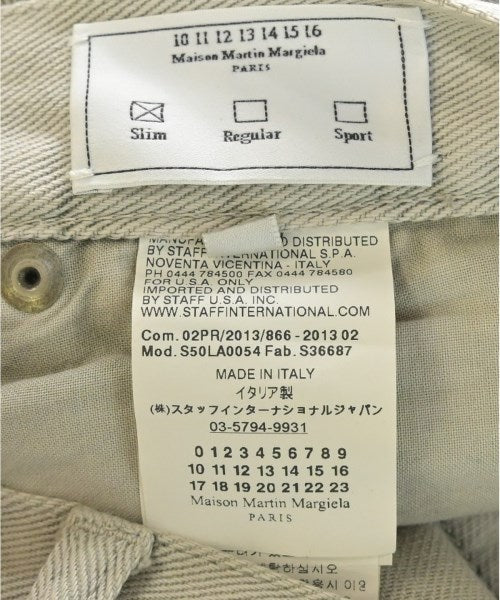 10 11 12 13 14 15 16
Maison Martin Margiela
PARIS
Slim Regular Sport
DISTRIBUTED
BY STAFF INTERNATIONAL S.P.A.
NOVENTA VICENTINA - ITALY
PH 0444 784500 FAX 0444 784580
FOR U.S.A. ONLY
IMPORTED AND DISTRIBUTED
BY STAFF U.S.A. INC.
WWW.STAFFINTERNATIONAL.COM
Com. 02PR/2013/866 - 2013 02
Mod. S50LA0054 Fab. S36687
MADE IN ITALY
イタリア製
(株)スタッフインターナショナルジャパン
03-5794-9931
0 1 2 3 4 5 6 7 8 9
10 11 12 13 14 15 16
17 18 19 20 21 22 23
Maison Martin Margiela
PARIS